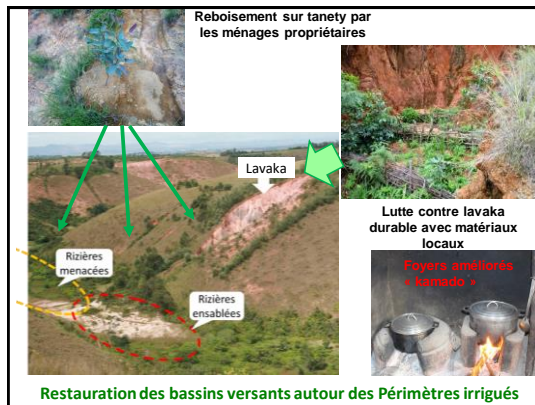 Reboisement sur tanety par
les ménages propriétaires
Lavaka
Rizières
menacées
Rizières
ensablées
Lutte contre lavaka
durable avec matériaux
locaux
Foyers améliorés
« kamado »
Restauration des bassins versants autour des Périmètres irrigués